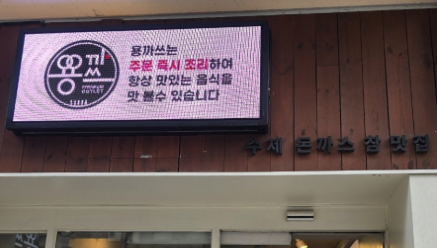 용까쓰
PREMIUM
OUTLET
용까쓰는
주문 즉시 조리하여
항상 맛있는 음식을
맛 볼수 있습니다
수제 돈까스 참 맛집